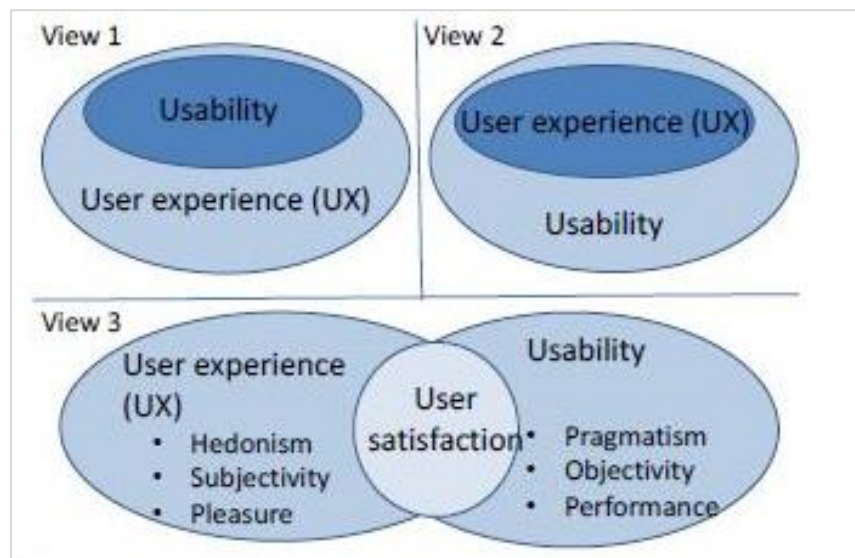 View 1
Usability
User experience (UX)
View 2
User experience (UX)
Usability
View 3
User experience
(UX)
• Hedonism
• Subjectivity
• Pleasure
User
satisfaction
Usability
• Pragmatism
• Objectivity
• Performance